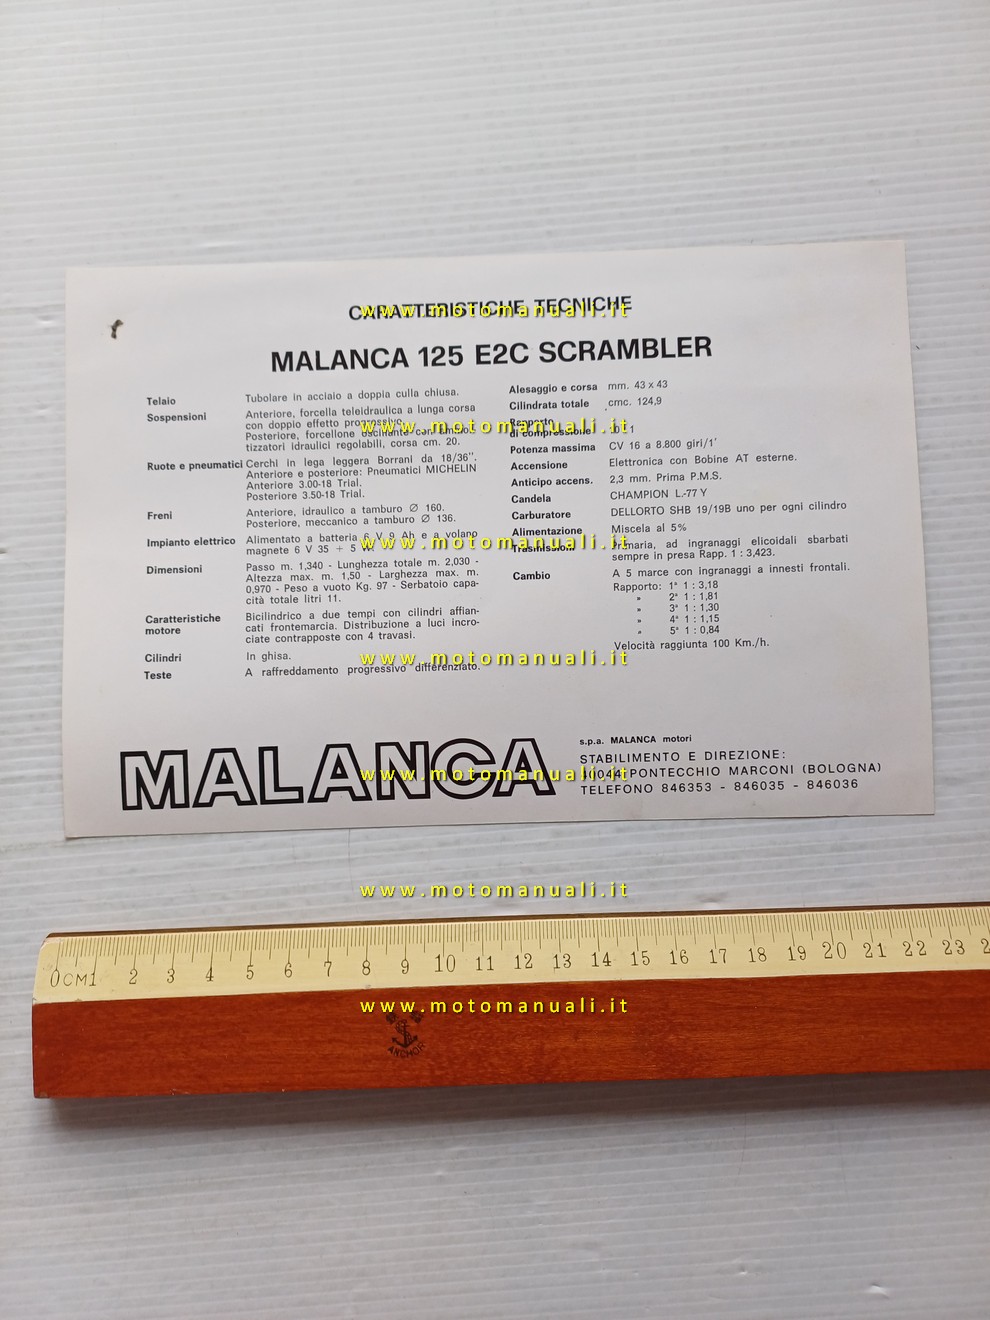 CARATTERISTICHE TECNICHE
MALANCA 125 E2C SCRAMBLER
Telaio Tubolare in acciaio a doppia culla chiusa.
Sospensioni Anteriore, forcella teleidraulica a lunga corsa
con doppio effetto progressivo.
Posteriore, forcellone oscillante con
tizzatori idraulici regolabili, corsa cm. 20.
Ruote e pneumatici Cerchi in lega leggera Borrani da 18/36".
Anteriore e posteriore: Pneumatici MICHELIN
Anteriore 3.00-18 Trial.
Posteriore 3.50-18 Trial.
Freni Anteriore, idraulico a tamburo ∅ 160.
Posteriore, meccanico a tamburo ∅ 136.
Impianto elettrico Alimentato a batteria 6 V 9 Ah e a volano
magnete 6 V 35 + 5 W.
Dimensioni Passo m. 1,340 - Lunghezza totale m. 2,030 -
Altezza max. m. 1,50 - Larghezza max. m.
0,970 - Peso a vuoto Kg. 97 - Serbatoio capa-
cità totale litri 11.
Caratteristiche
motore
Bicilindrico a due tempi con cilindri affian-
cati frontemarcia. Distribuzione a luci incro-
ciate contrapposte con 4 travasi.
Cilindri In ghisa.
Teste A raffreddamento progressivo differenziato.
Alesaggio e corsa mm. 43 x 43
Cilindrata totale cmc. 124,9
Rapporto
di compressione : 1
Potenza massima CV 16 a 8.800 giri/1'
Accensione Elettronica con Bobine AT esterne.
Anticipo accens. 2,3 mm. Prima P.M.S.
Candela CHAMPION L.-77 Y
Carburatore DELLORTO SHB 19/19B uno per ogni cilindro
Alimentazione Miscela al 5%
Trasmissioni Primaria, ad ingranaggi elicoidali sbarbati
sempre in presa Rapp. 1 : 3,423.
Cambio A 5 marce con ingranaggi a innesti frontali.
Rapporto: 1ª 1 : 3,18
» 2ª 1 : 1,81
» 3ª 1 : 1,30
» 4ª 1 : 1,15
» 5ª 1 : 0,84
Velocità raggiunta 100 Km./h.
MALANCA
s.p.a. MALANCA motori
STABILIMENTO E DIREZIONE:
PONTECCHIO MARCONI (BOLOGNA)
TELEFONO 846353 - 846035 - 846036
www.motomanuali.it
www.motomanuali.it
www.motomanuali.it
www.motomanuali.it
www.motomanuali.it
www.motomanuali.it
www.motomanuali.it
0 CM 1 2 3 4 5 6 7 8 9 10 11 12 13 14 15 16 17 18 19 20 21 22 23
ANCHOR